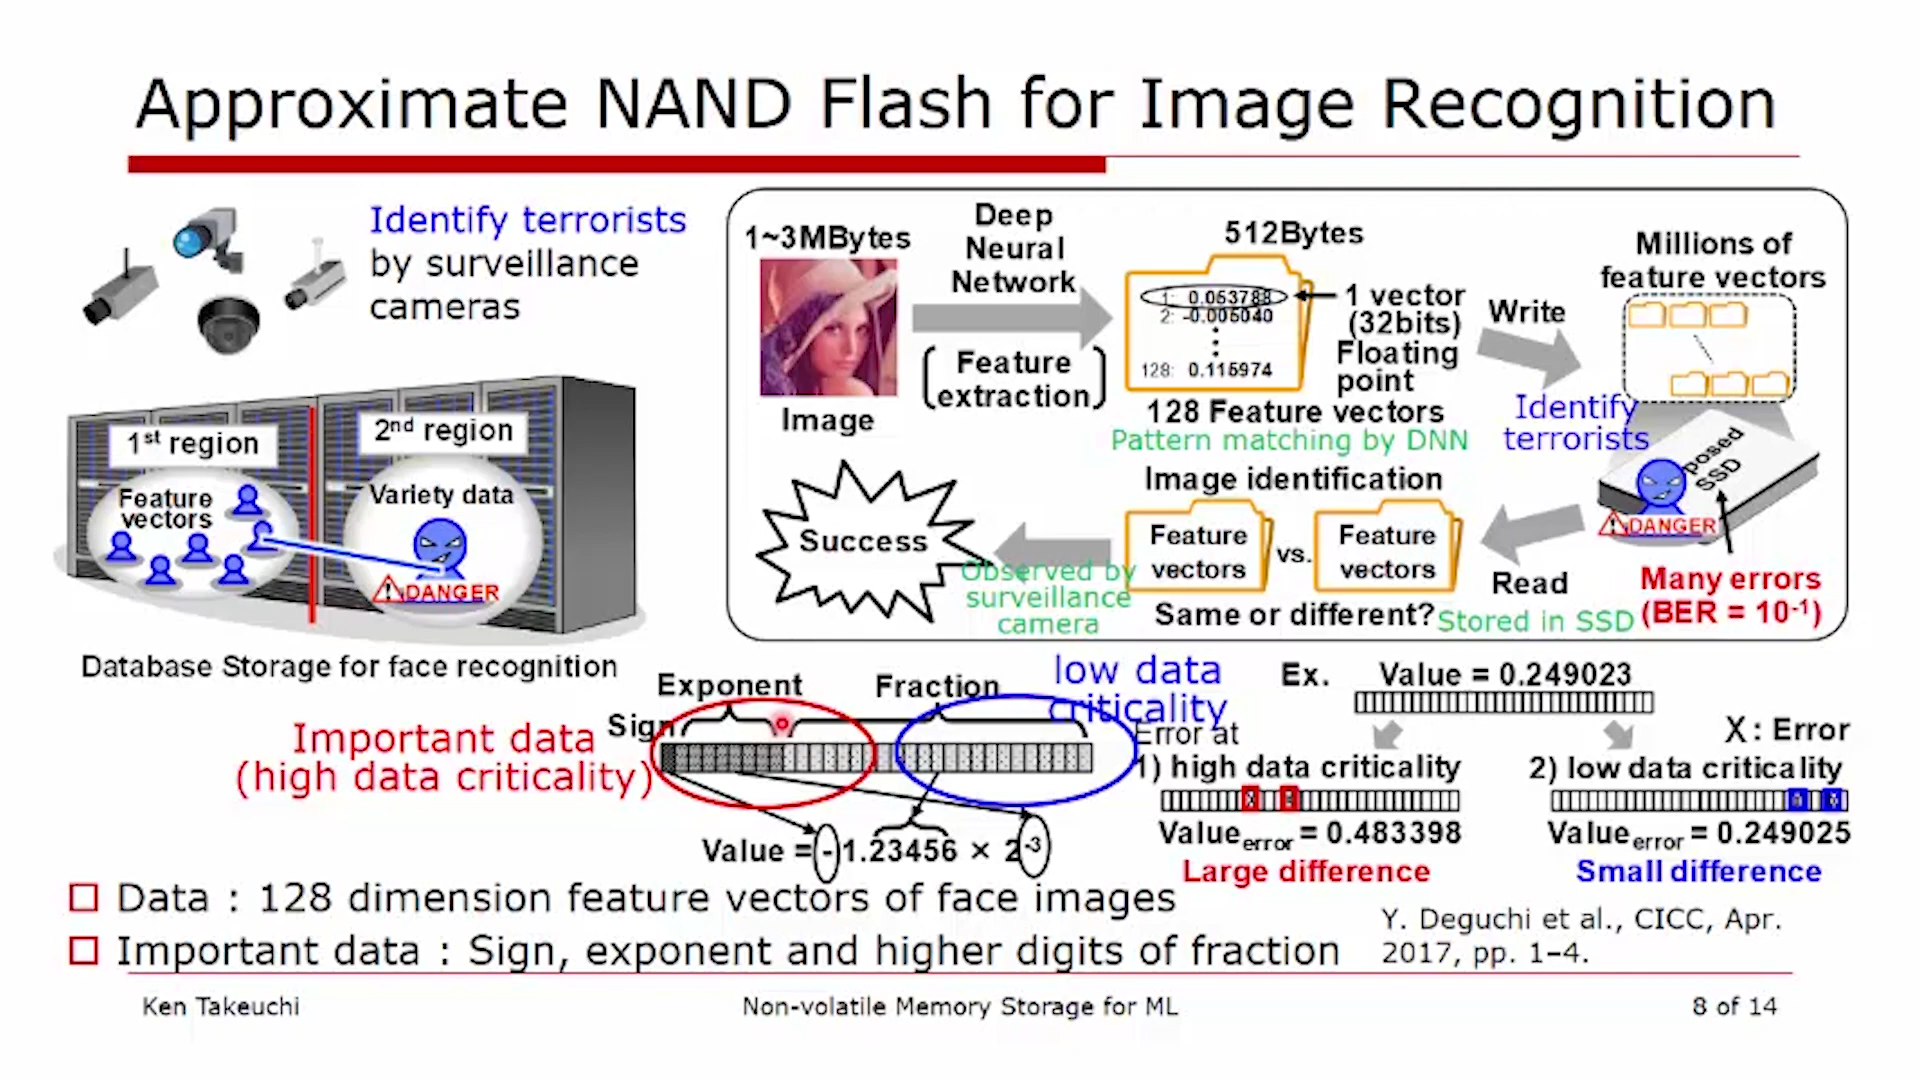 Approximate NAND Flash for Image Recognition
Identify terrorists
by surveillance
cameras
1st region
2nd region
Feature
vectors
Variety data
DANGER
Database Storage for face recognition
1~3MBytes
Image
Deep
Neural
Network
Feature
extraction
512Bytes
1: 0.053788
2: -0.005040
128: 0.115974
1 vector
(32bits)
Floating
point
128 Feature vectors
Pattern matching by DNN
Write
Millions of
feature vectors
Identify
terrorists
posed
SSD
DANGER
Many errors
(BER = 10-1)
Read
Stored in SSD
Image identification
Feature
vectors
vs.
Feature
vectors
Same or different?
Observed by
surveillance
camera
Success
Important data
(high data criticality)
Sign
Exponent
Fraction
low data
criticality
Value = - 1.23456 × 2-3
Ex. Value = 0.249023
X : Error
Error at
1) high data criticality
X
Valueerror = 0.483398
Large difference
2) low data criticality
Valueerror = 0.249025
Small difference
Data : 128 dimension feature vectors of face images
Important data : Sign, exponent and higher digits of fraction
Y. Deguchi et al., CICC, Apr.
2017, pp. 1–4.
Ken Takeuchi
Non-volatile Memory Storage for ML
8 of 14